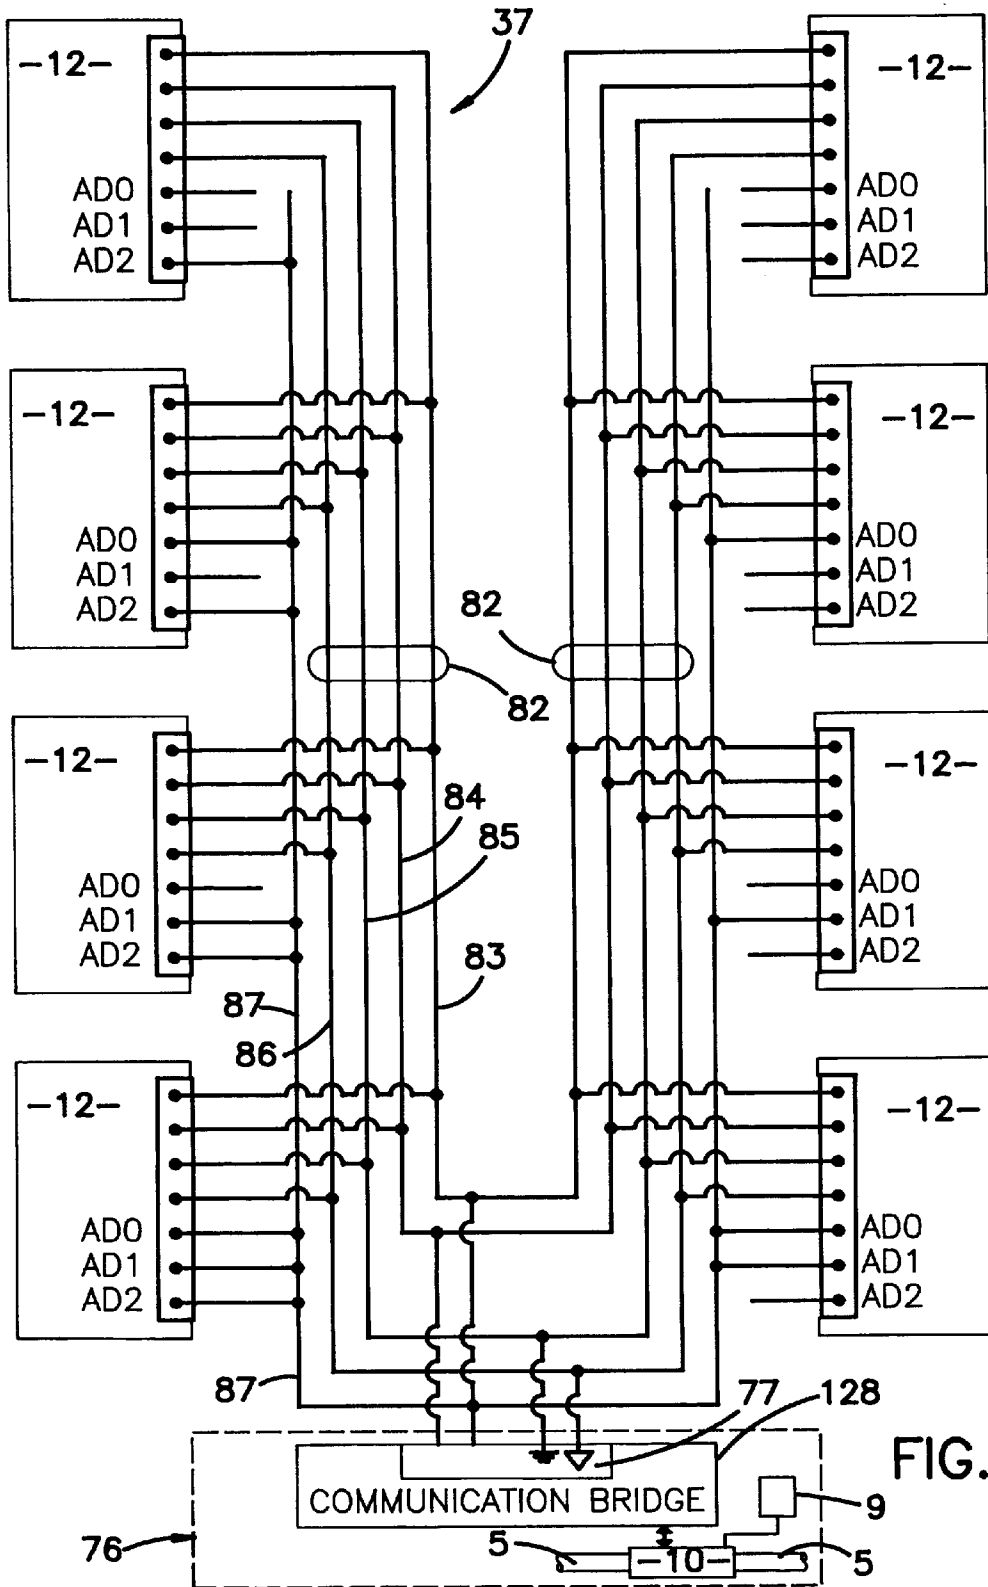 37
-12-
-12-
AD0
AD1
AD2
AD0
AD1
AD2
-12-
-12-
AD0
AD1
AD2
AD0
AD1
AD2
82
82
-12-
-12-
84
85
AD0
AD1
AD2
AD0
AD1
AD2
83
87
86
-12-
-12-
AD0
AD1
AD2
AD0
AD1
AD2
87
77
128
FIG.
COMMUNICATION BRIDGE
9
76
5
-10-
5